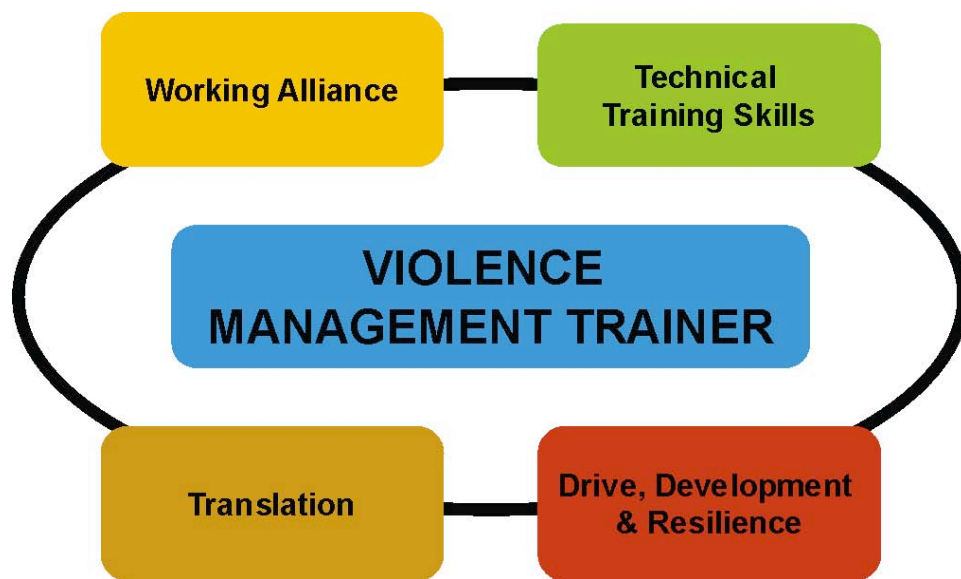 Working Alliance
Technical
Training Skills
VIOLENCE
MANAGEMENT TRAINER
Translation
Drive, Development
& Resilience